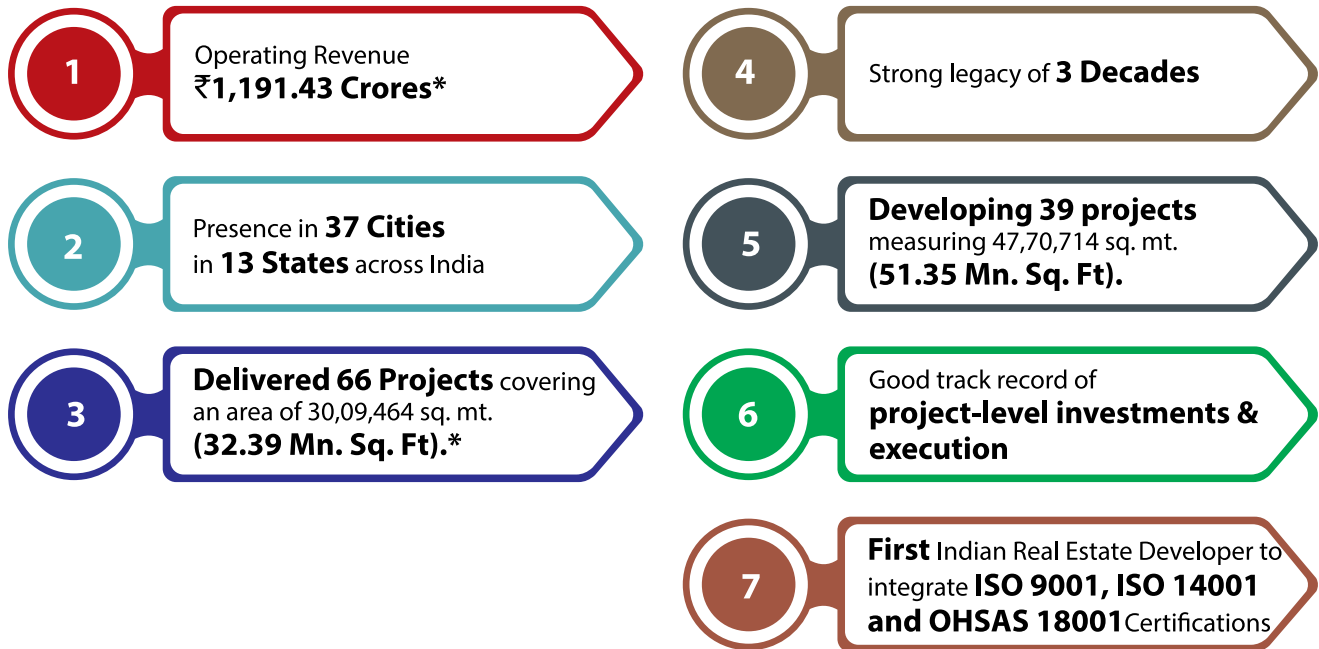 1
Operating Revenue
₹1,191.43 Crores*
2
Presence in 37 Cities
in 13 States across India
3
Delivered 66 Projects covering
an area of 30,09,464 sq. mt.
(32.39 Mn. Sq. Ft).*
4
Strong legacy of 3 Decades
5
Developing 39 projects
measuring 47,70,714 sq. mt.
(51.35 Mn. Sq. Ft).
6
Good track record of
project-level investments &
execution
7
First Indian Real Estate Developer to
integrate ISO 9001, ISO 14001
and OHSAS 18001 Certifications